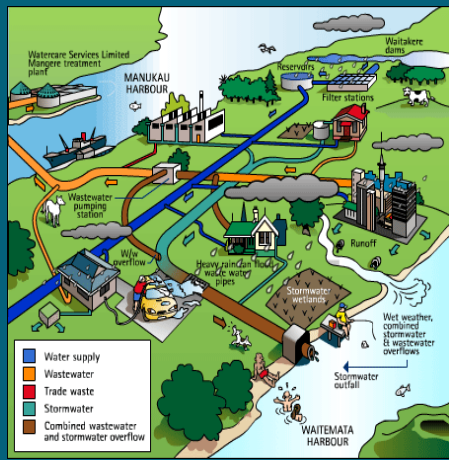 Watercare Services Limited
Mangere treatment
plant
MANUKAU
HARBOUR
Reservoirs
Waitakere
dams
Filter stations
Wastewater
pumping
station
W/w
overflow
Heavy rain can flood
waste water
pipes
Runoff
Stormwater
wetlands
Wet weather,
combined
stormwater
& wastewater
overflows
Stormwater
outfall
WAITEMATA
HARBOUR
Water supply
Wastewater
Trade waste
Stormwater
Combined wastewater
and stormwater overflow